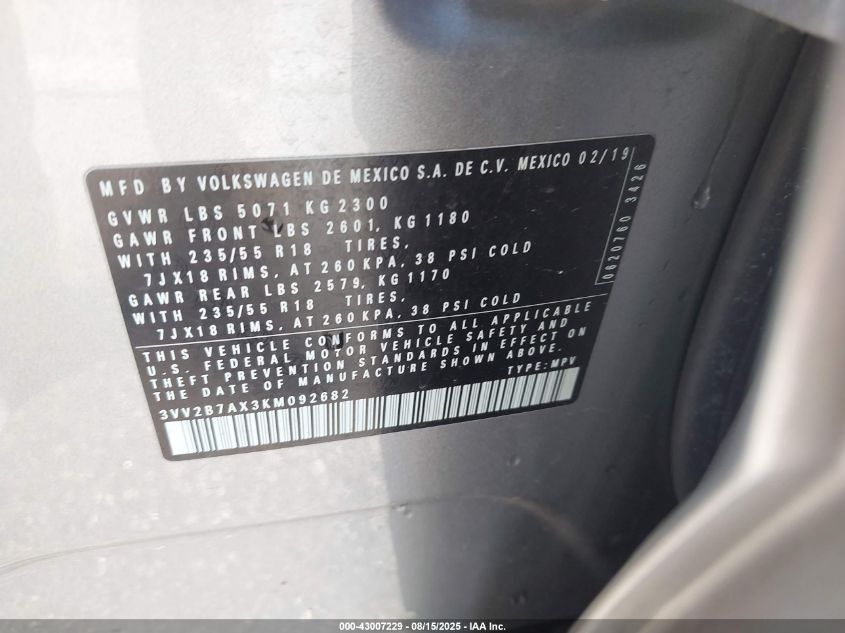 MFD BY VOLKSWAGEN DE MEXICO S.A. DE C.V. MEXICO 02/19
GVWR LBS 5071 KG 2300
GAWR FRONT LBS 2601, KG 1180
WITH 235/55 R18 TIRES,
7JX18 RIMS, AT 260 KPA, 38 PSI COLD
GAWR REAR LBS 2579, KG 1170
WITH 235/55 R18 TIRES,
7JX18 RIMS, AT 260 KPA, 38 PSI COLD
THIS VEHICLE CONFORMS TO ALL APPLICABLE
U.S. FEDERAL MOTOR VEHICLE SAFETY AND
THEFT PREVENTION STANDARDS IN EFFECT ON
THE DATE OF MANUFACTURE SHOWN ABOVE.
3VV2B7AX3KM092682 TYPE: MPV
0620760 3426
000-43007229 - 08/15/2025 - IAA Inc.